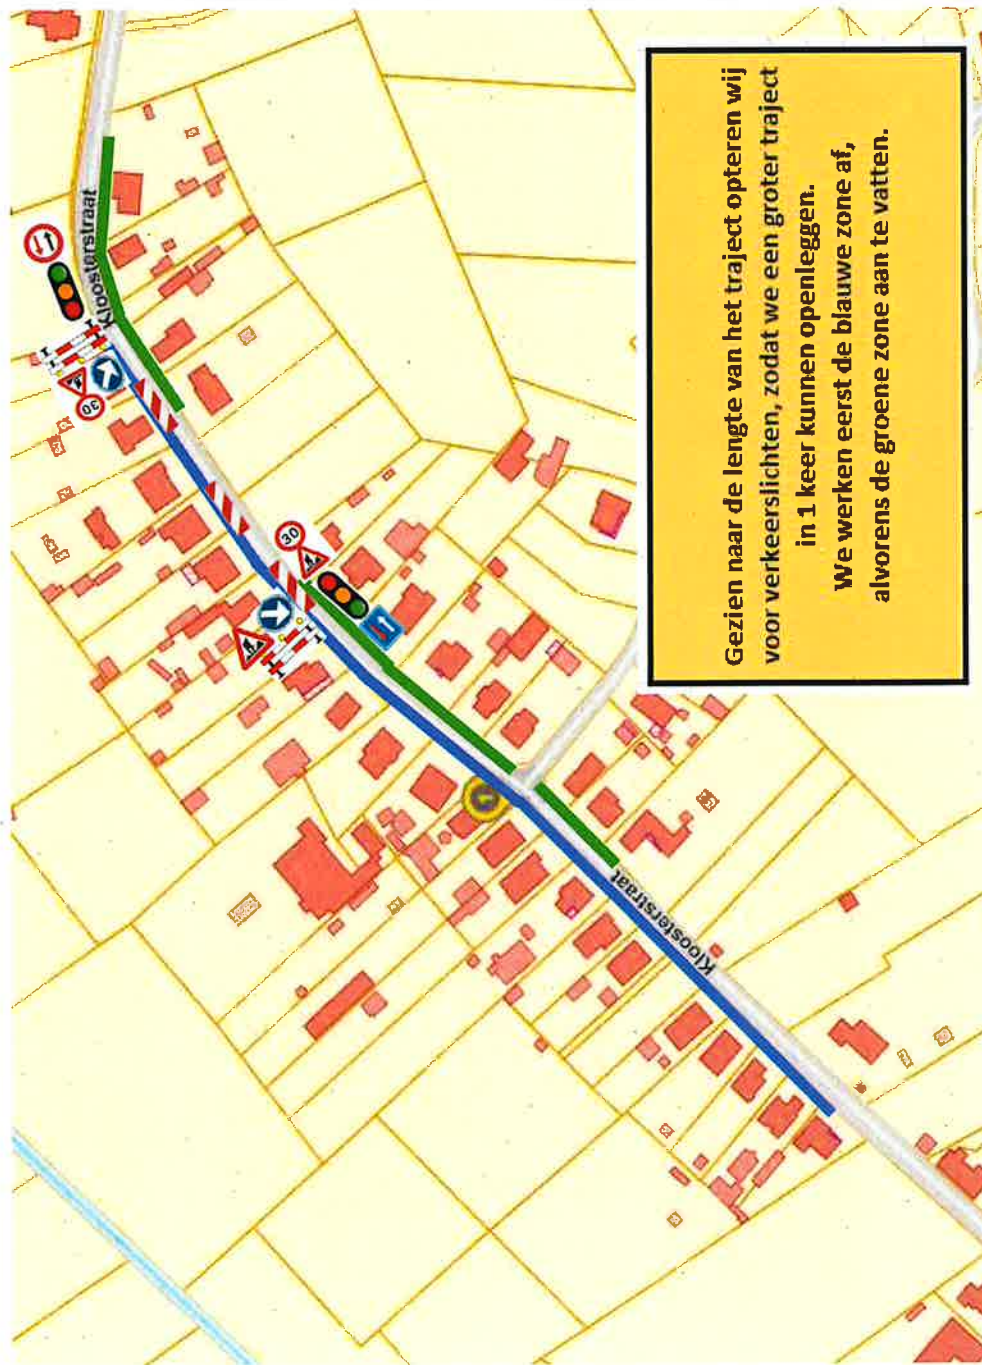 Kloosterstraat
30
30
Kloosterstraat
Gezien naar de lengte van het traject opteren wij
voor verkeerslichten, zodat we een groter traject
in 1 keer kunnen openleggen.
We werken eerst de blauwe zone af,
alvorens de groene zone aan te vatten.